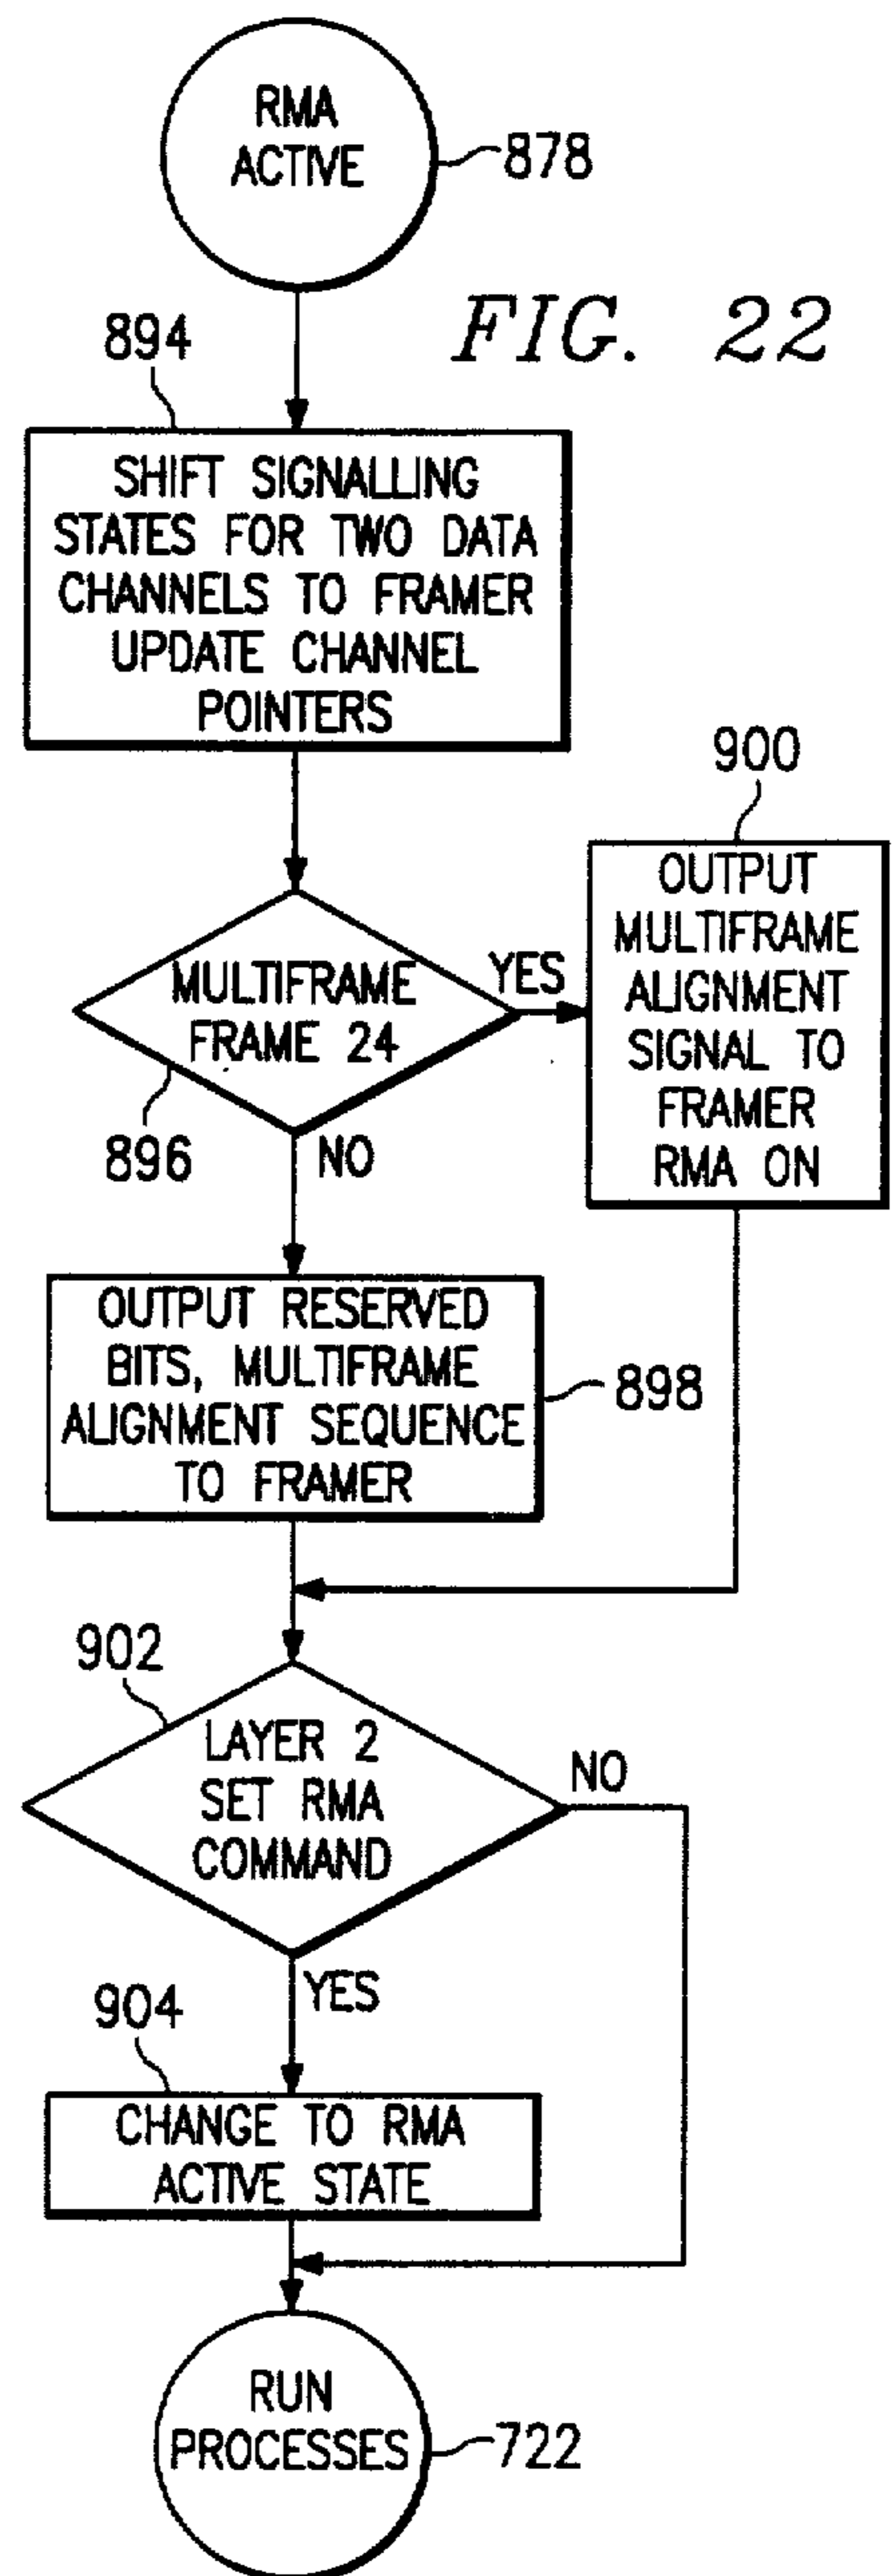 RMA
ACTIVE
878
FIG. 22
894
SHIFT SIGNALLING
STATES FOR TWO DATA
CHANNELS TO FRAMER
UPDATE CHANNEL
POINTERS
900
OUTPUT
MULTIFRAME
ALIGNMENT
SIGNAL TO
FRAMER
RMA ON
MULTIFRAME
FRAME 24
YES
896
NO
OUTPUT RESERVED
BITS, MULTIFRAME
ALIGNMENT SEQUENCE
TO FRAMER
898
902
LAYER 2
SET RMA
COMMAND
NO
YES
904
CHANGE TO RMA
ACTIVE STATE
RUN
PROCESSES
722